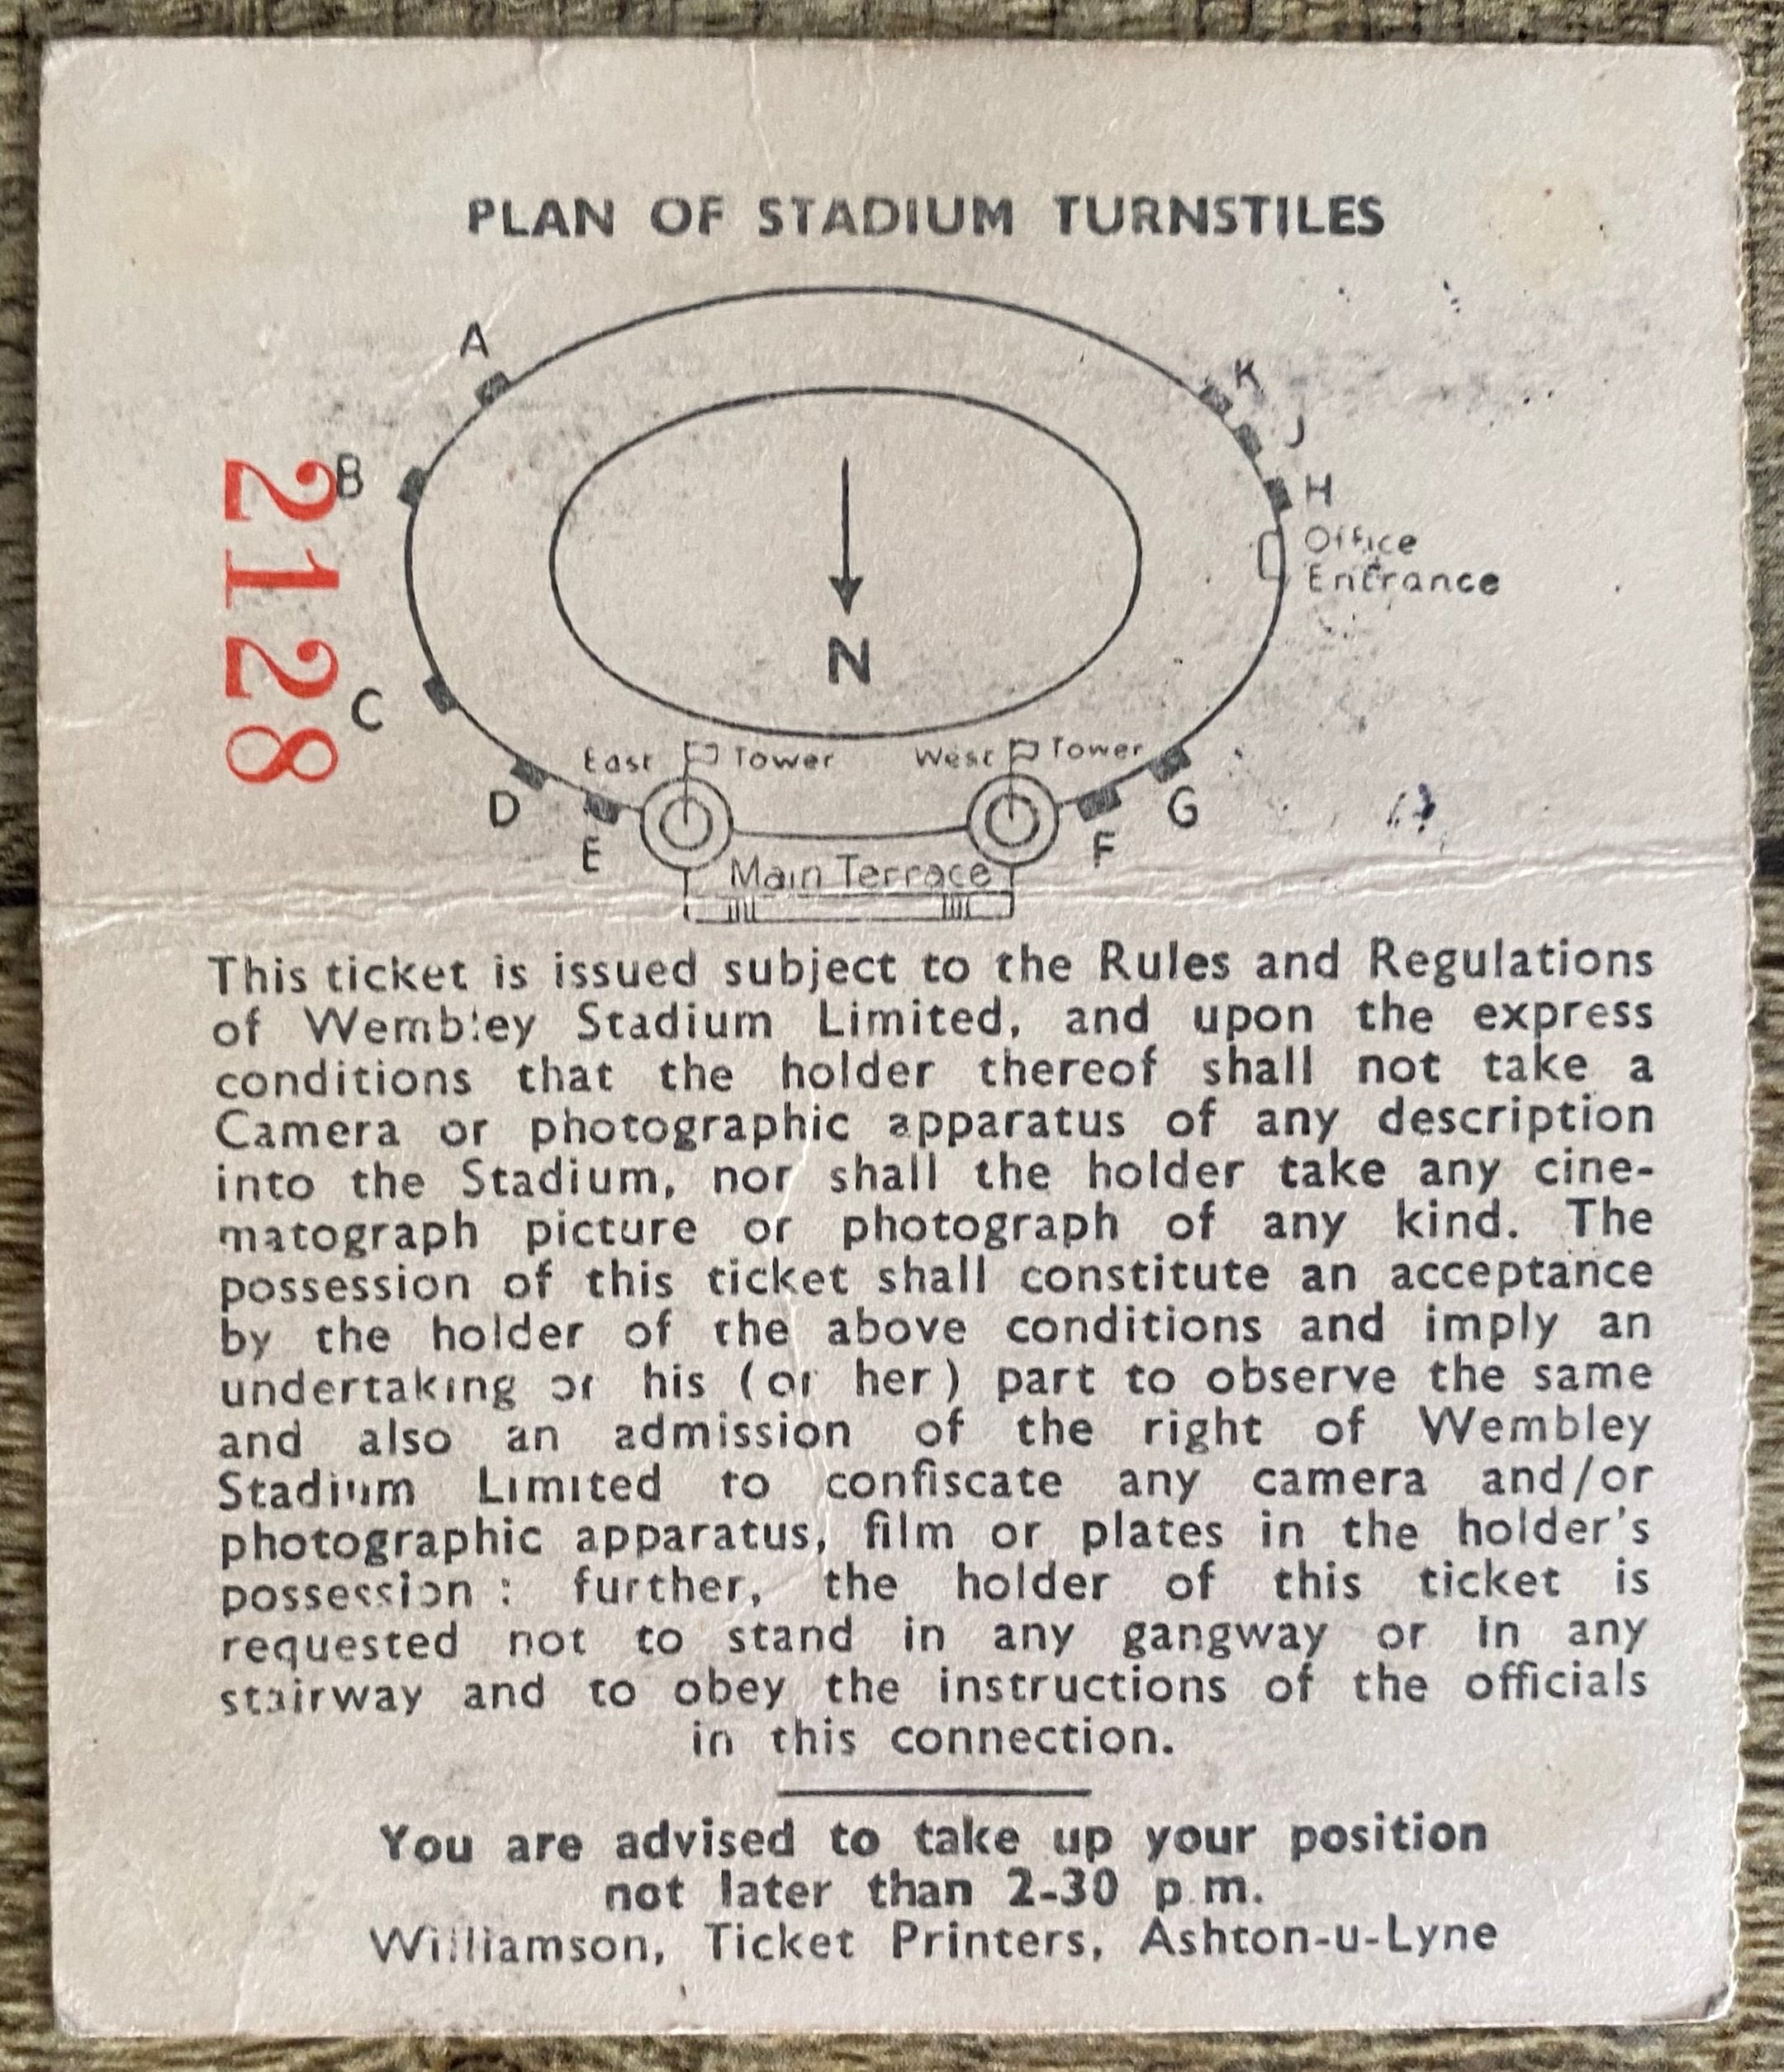 PLAN OF STADIUM TURNSTILES
A
K
J
B
H
2128
Office
Entrance
N
C
East Tower
West Tower
D
G
E
F
Main Terrace
This ticket is issued subject to the Rules and Regulations
of Wembley Stadium Limited, and upon the express
conditions that the holder thereof shall not take a
Camera or photographic apparatus of any description
into the Stadium, nor shall the holder take any cine-
matograph picture or photograph of any kind. The
possession of this ticket shall constitute an acceptance
by the holder of the above conditions and imply an
undertaking or his (or her) part to observe the same
and also an admission of the right of Wembley
Stadium Limited to confiscate any camera and/or
photographic apparatus, film or plates in the holder's
possession : further, the holder of this ticket is
requested not to stand in any gangway or in any
stairway and to obey the instructions of the officials
in this connection.
You are advised to take up your position
not later than 2-30 p.m.
Williamson, Ticket Printers, Ashton-u-Lyne